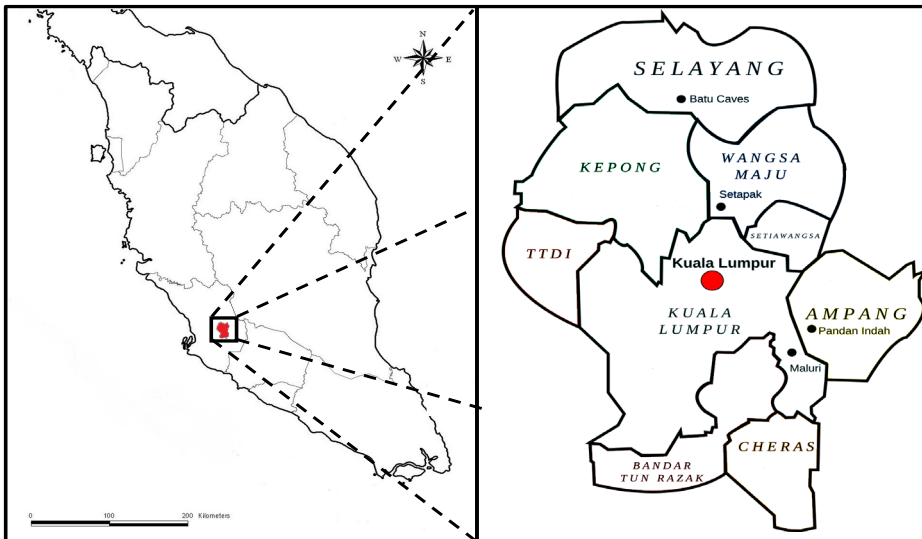 N
W
E
S
0
100
200
Kilometers
SELAYANG
Batu Caves
KEPONG
WANGSA
MAJU
Setapak
SETIAWANGSA
TTDI
Kuala Lumpur
KUALA
LUMPUR
AMPANG
Pandan Indah
Maluri
CHERAS
BANDAR
TUN RAZAK